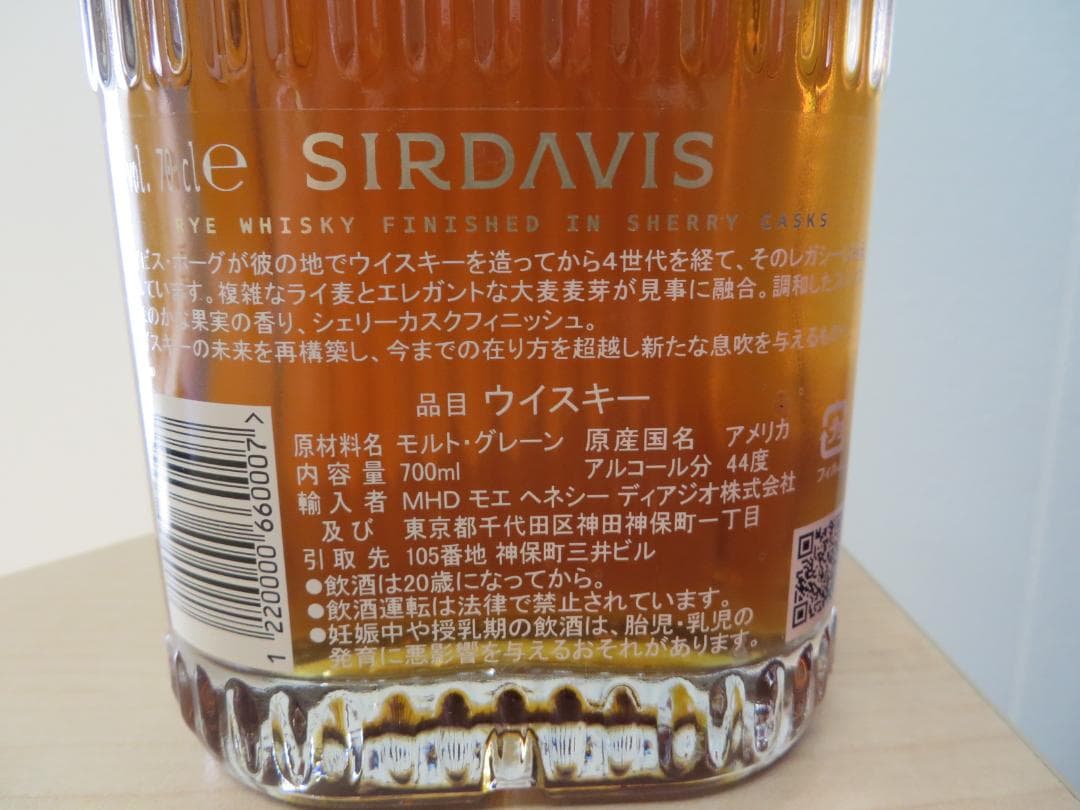 vol. 70 cl e SIRDAVIS
RYE WHISKY FINISHED IN SHERRY CASKS
ビス・ホーグが彼の地でウイスキーを造ってから4世代を経て、そのレガシー
ています。複雑なライ麦とエレガントな大麦麦芽が見事に融合。調和した
のかな果実の香り、シェリーカスクフィニッシュ。
スキーの未来を再構築し、今までの在り方を超越し新たな息吹を与えるもの
品目 ウイスキー
原材料名 モルト・グレーン 原産国名 アメリカ
内容量 700ml アルコール分 44度
輸入者 MHD モエ ヘネシー ディアジオ株式会社
及び 東京都千代田区神田神保町一丁目
引取先 105番地 神保町三井ビル
●飲酒は20歳になってから。
●飲酒運転は法律で禁止されています。
●妊娠中や授乳期の飲酒は、胎児・乳児の
発育に悪影響を与えるおそれがあります。
1 220000 660007 >